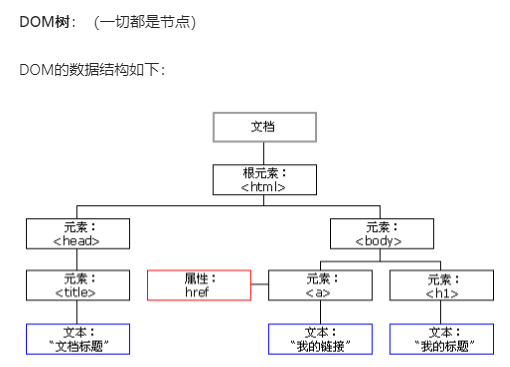 DOM树： (一切都是节点)
DOM的数据结构如下：
文档
根元素：
<html>
元素：
<head>
元素：
<body>
元素：
<title>
属性：
href
元素：
<a>
元素：
<h1>
文本：
“文档标题”
文本：
“我的链接”
文本：
“我的标题”